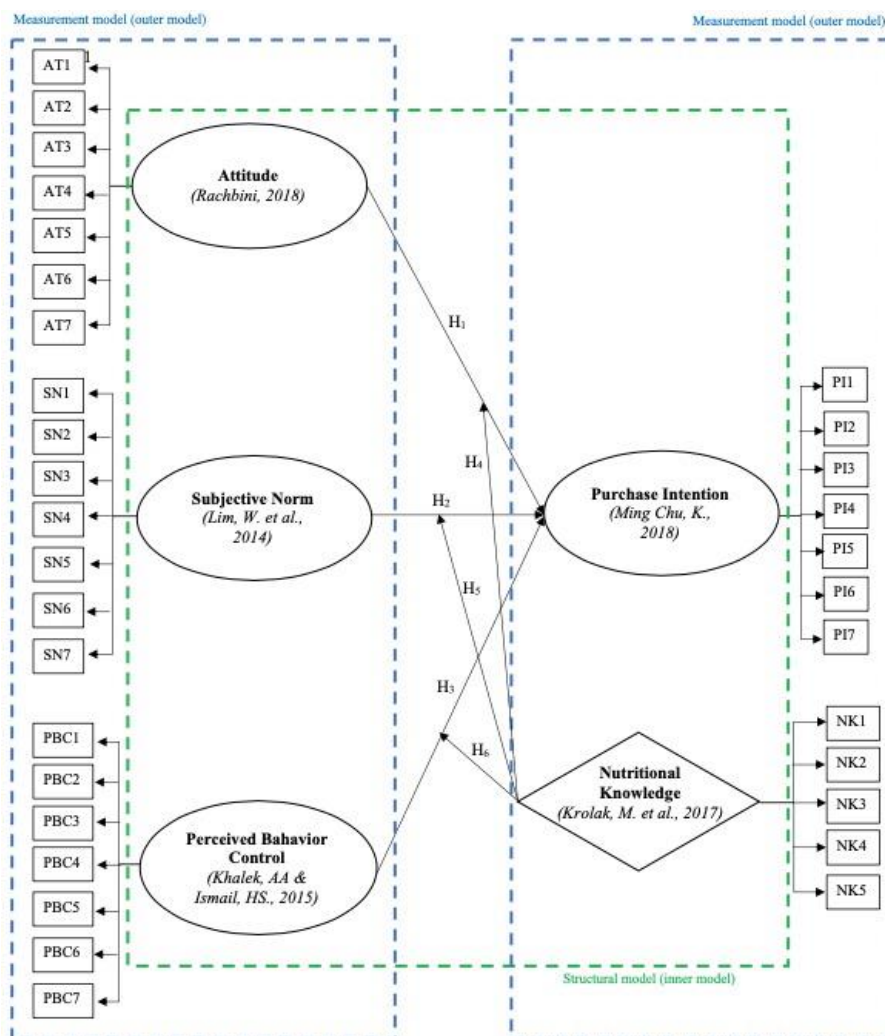 Measurement model (outer model)
Measurement model (outer model)
AT1
AT2
AT3
AT4
AT5
AT6
AT7
Attitude
(Rachbini, 2018)
H1
SN1
SN2
SN3
SN4
SN5
SN6
SN7
Subjective Norm
(Lim, W. et al.,
2014)
H2
H4
H5
H3
H6
Purchase Intention
(Ming Chu, K.,
2018)
PI1
PI2
PI3
PI4
PI5
PI6
PI7
PBC1
PBC2
PBC3
PBC4
PBC5
PBC6
PBC7
Perceived Bahavior
Control
(Khalek, AA &
Ismail, HS., 2015)
Nutritional
Knowledge
(Krolak, M. et al., 2017)
NK1
NK2
NK3
NK4
NK5
Structural model (inner model)